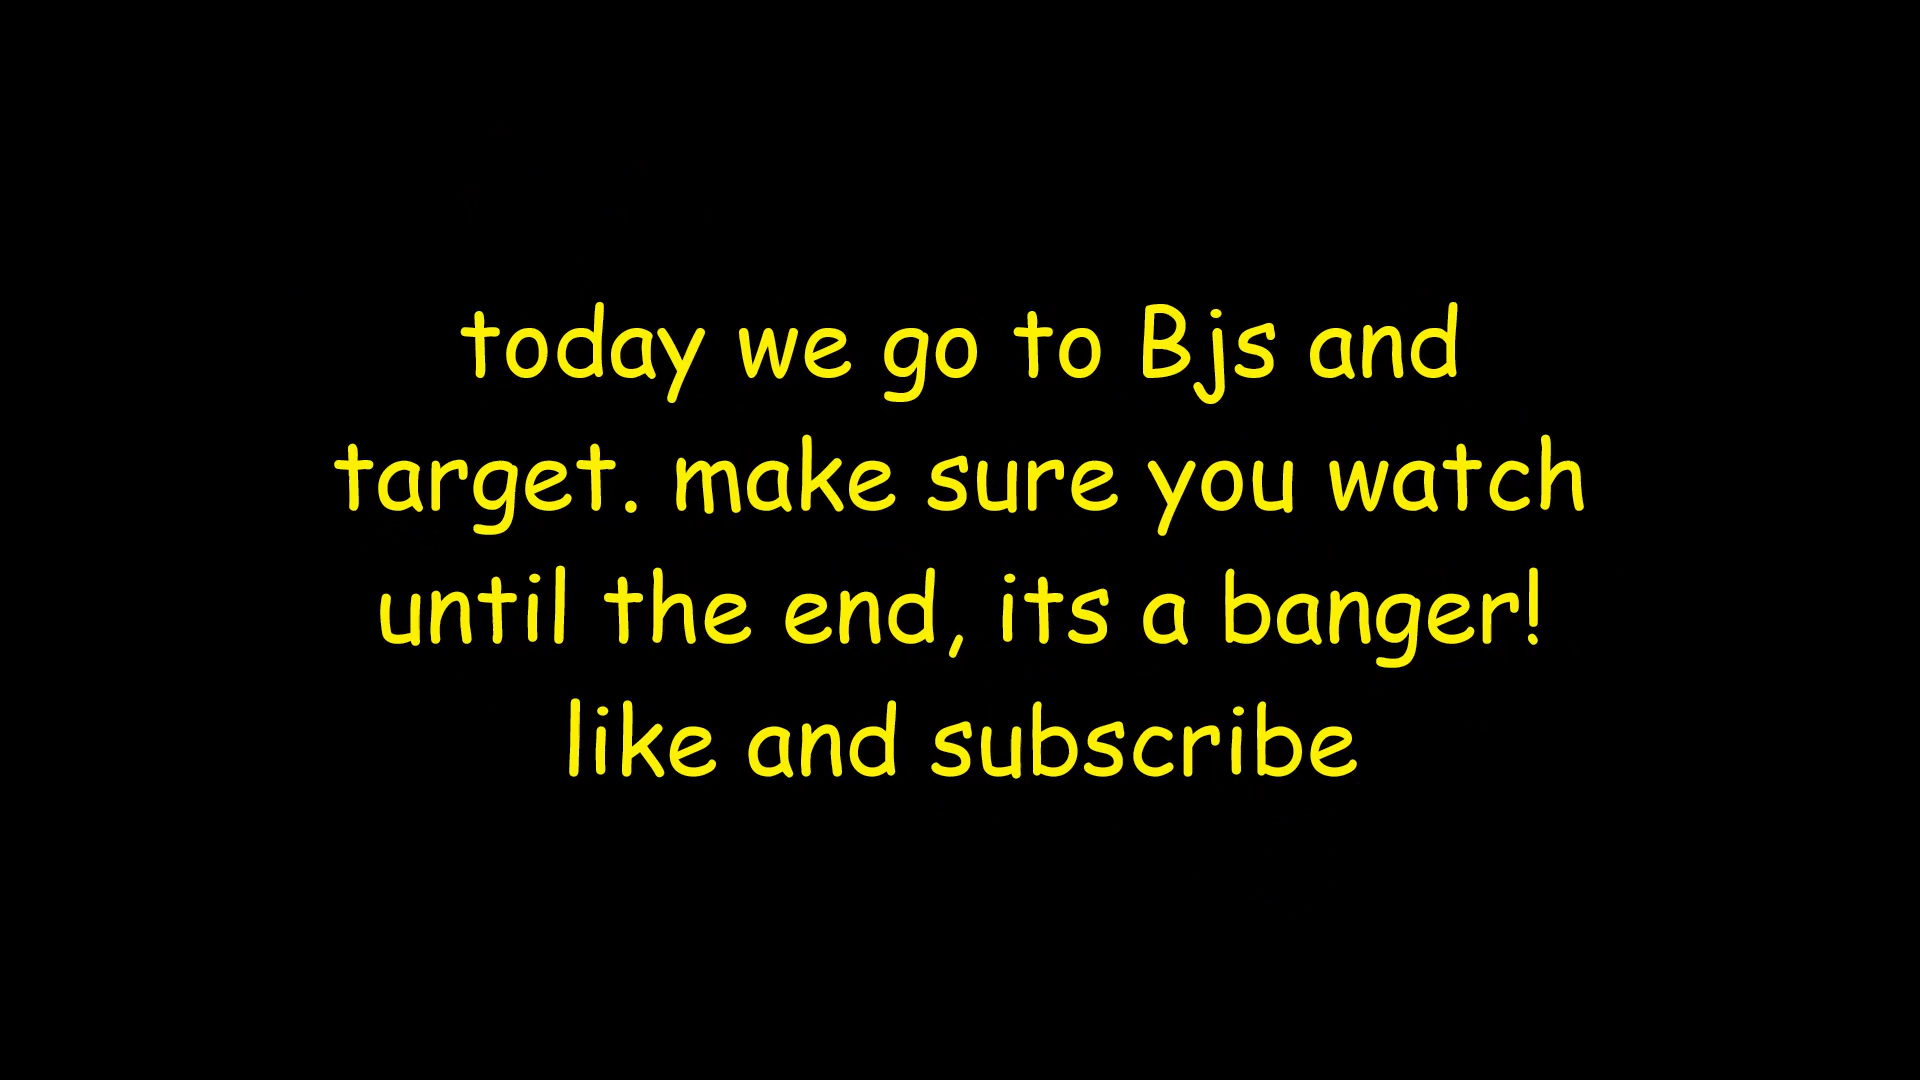 today we go to Bjs and
target. make sure you watch
until the end, its a banger!
like and subscribe